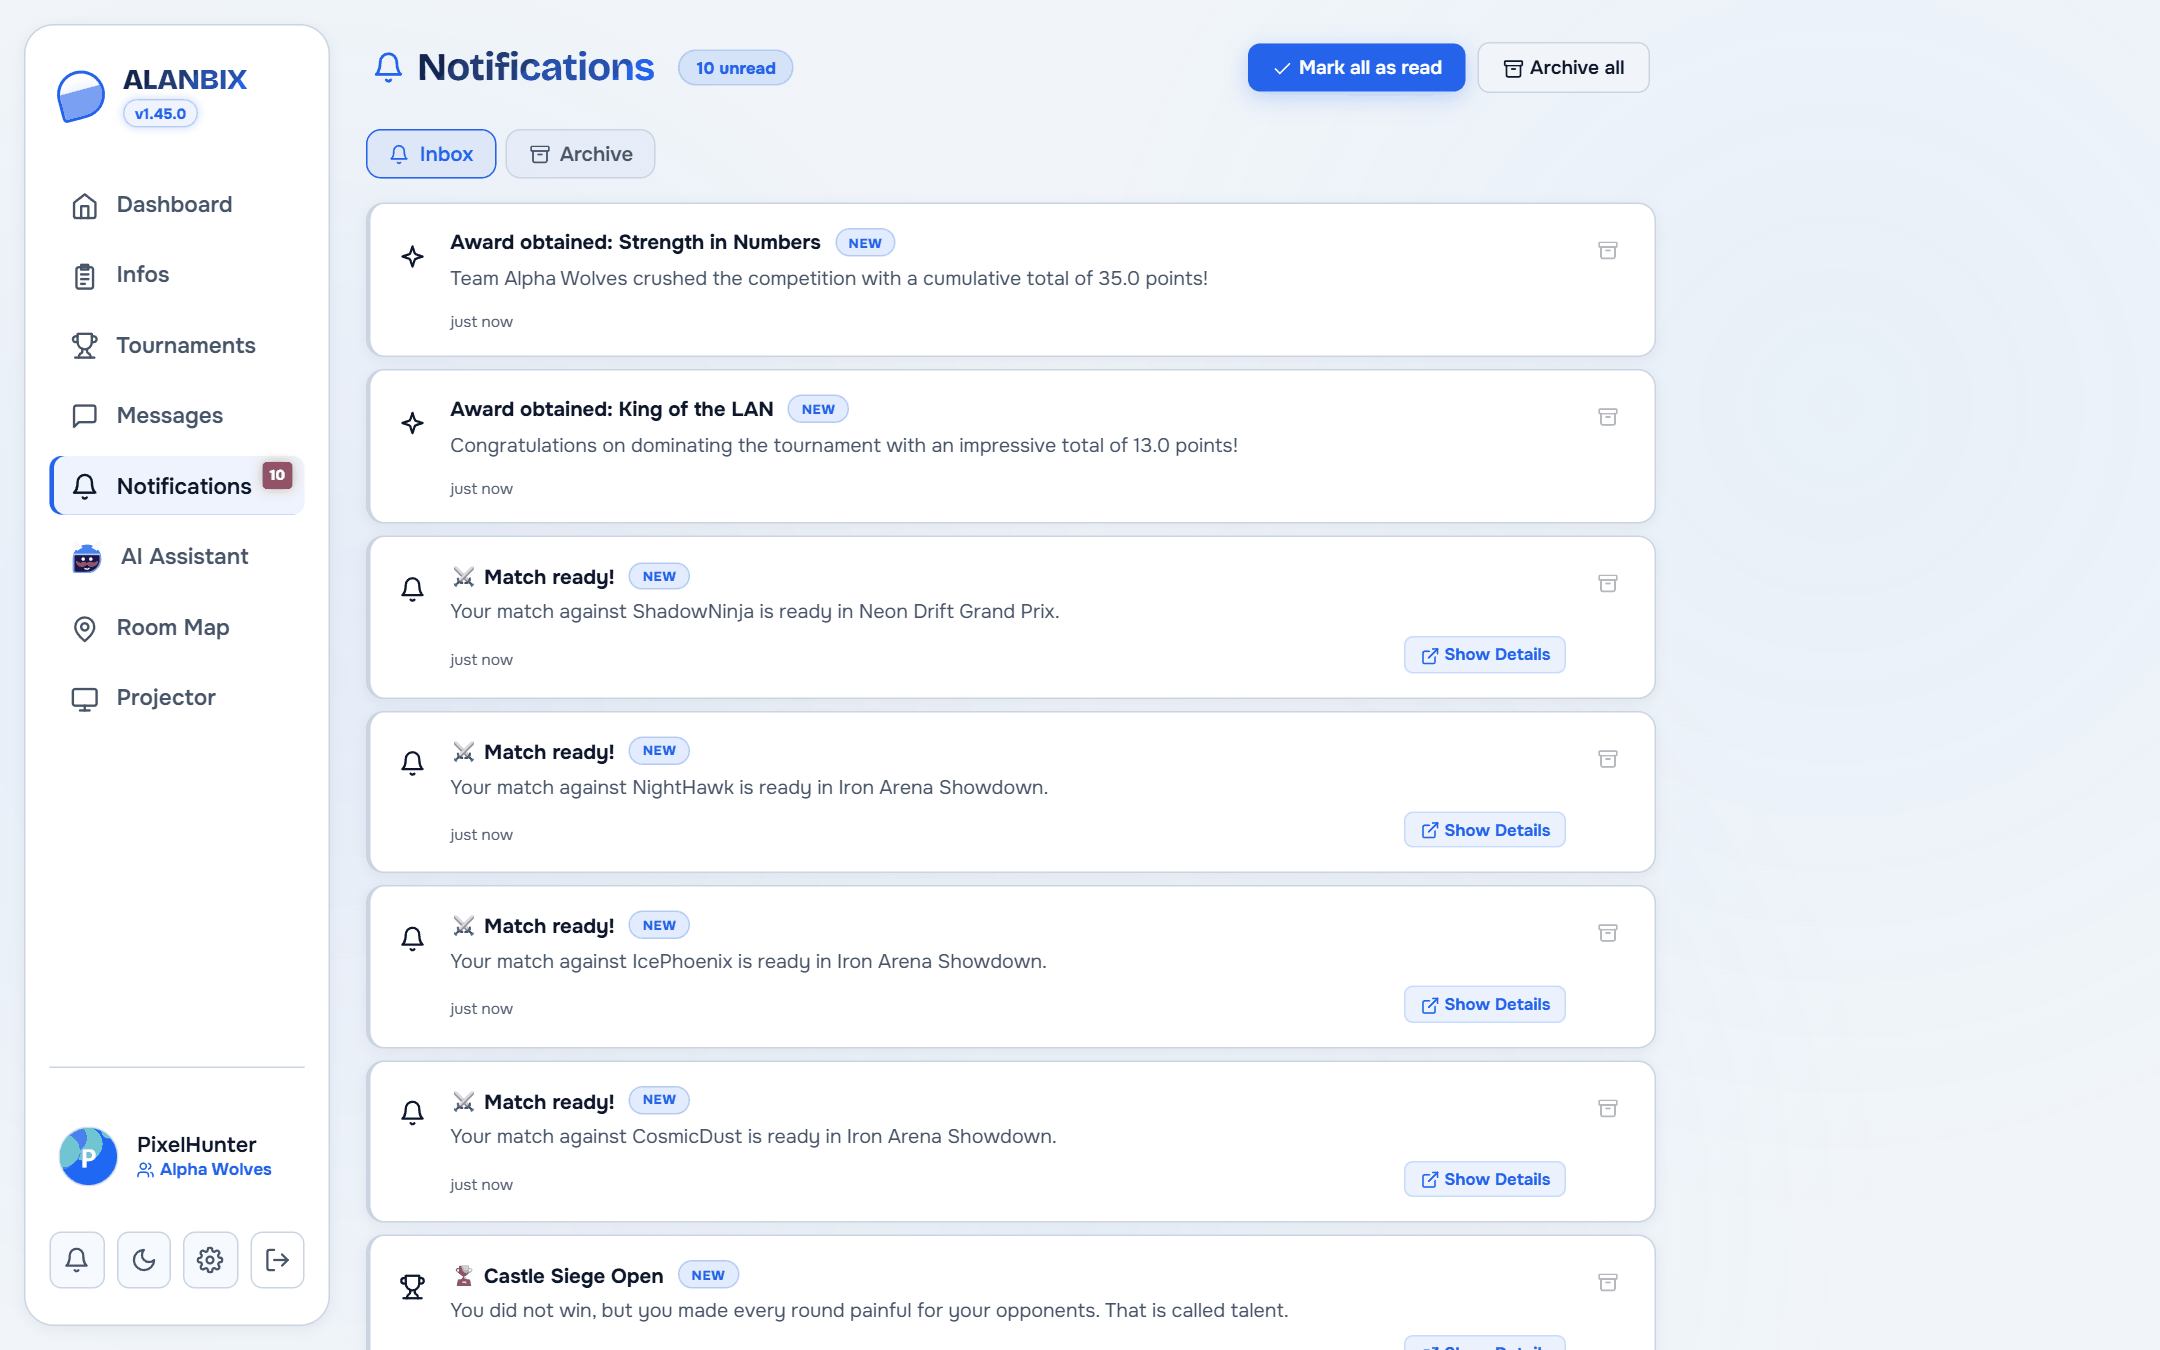 ALANBIX
v1.45.0
Dashboard
Infos
Tournaments
Messages
Notifications
10
AI Assistant
Room Map
Projector
P
PixelHunter
Alpha Wolves
Notifications
10 unread
Mark all as read
Archive all
Inbox
Archive
Award obtained: Strength in Numbers NEW
Team Alpha Wolves crushed the competition with a cumulative total of 35.0 points!
just now
Award obtained: King of the LAN NEW
Congratulations on dominating the tournament with an impressive total of 13.0 points!
just now
Match ready! NEW
Your match against ShadowNinja is ready in Neon Drift Grand Prix.
just now
Show Details
Match ready! NEW
Your match against NightHawk is ready in Iron Arena Showdown.
just now
Show Details
Match ready! NEW
Your match against IcePhoenix is ready in Iron Arena Showdown.
just now
Show Details
Match ready! NEW
Your match against CosmicDust is ready in Iron Arena Showdown.
just now
Show Details
Castle Siege Open NEW
You did not win, but you made every round painful for your opponents. That is called talent.